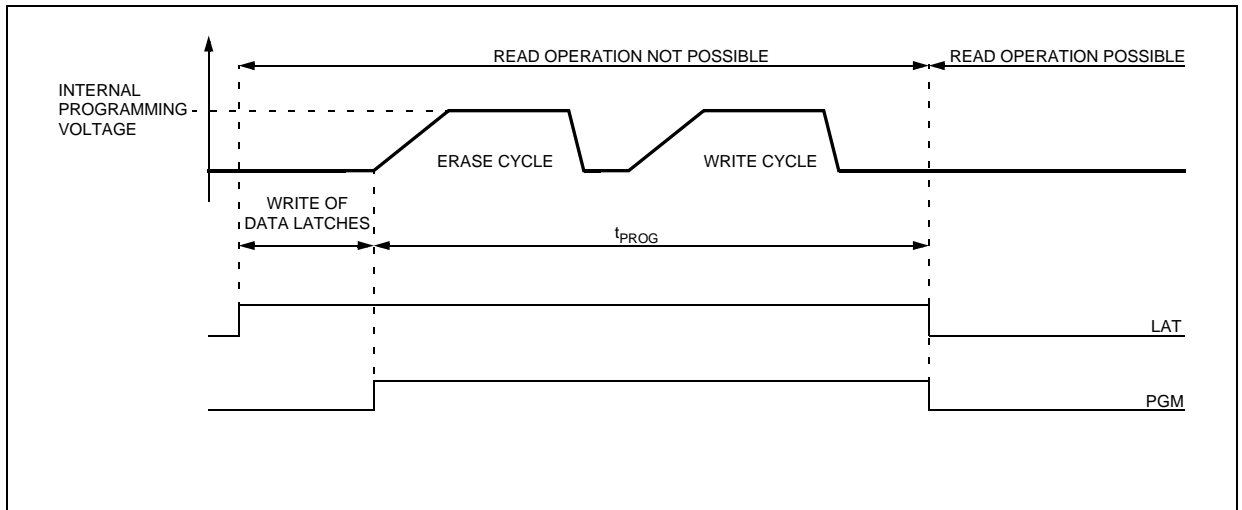 READ OPERATION NOT POSSIBLE
READ OPERATION POSSIBLE
INTERNAL
PROGRAMMING
VOLTAGE
ERASE CYCLE
WRITE CYCLE
WRITE OF
DATA LATCHES
tPROG
LAT
PGM